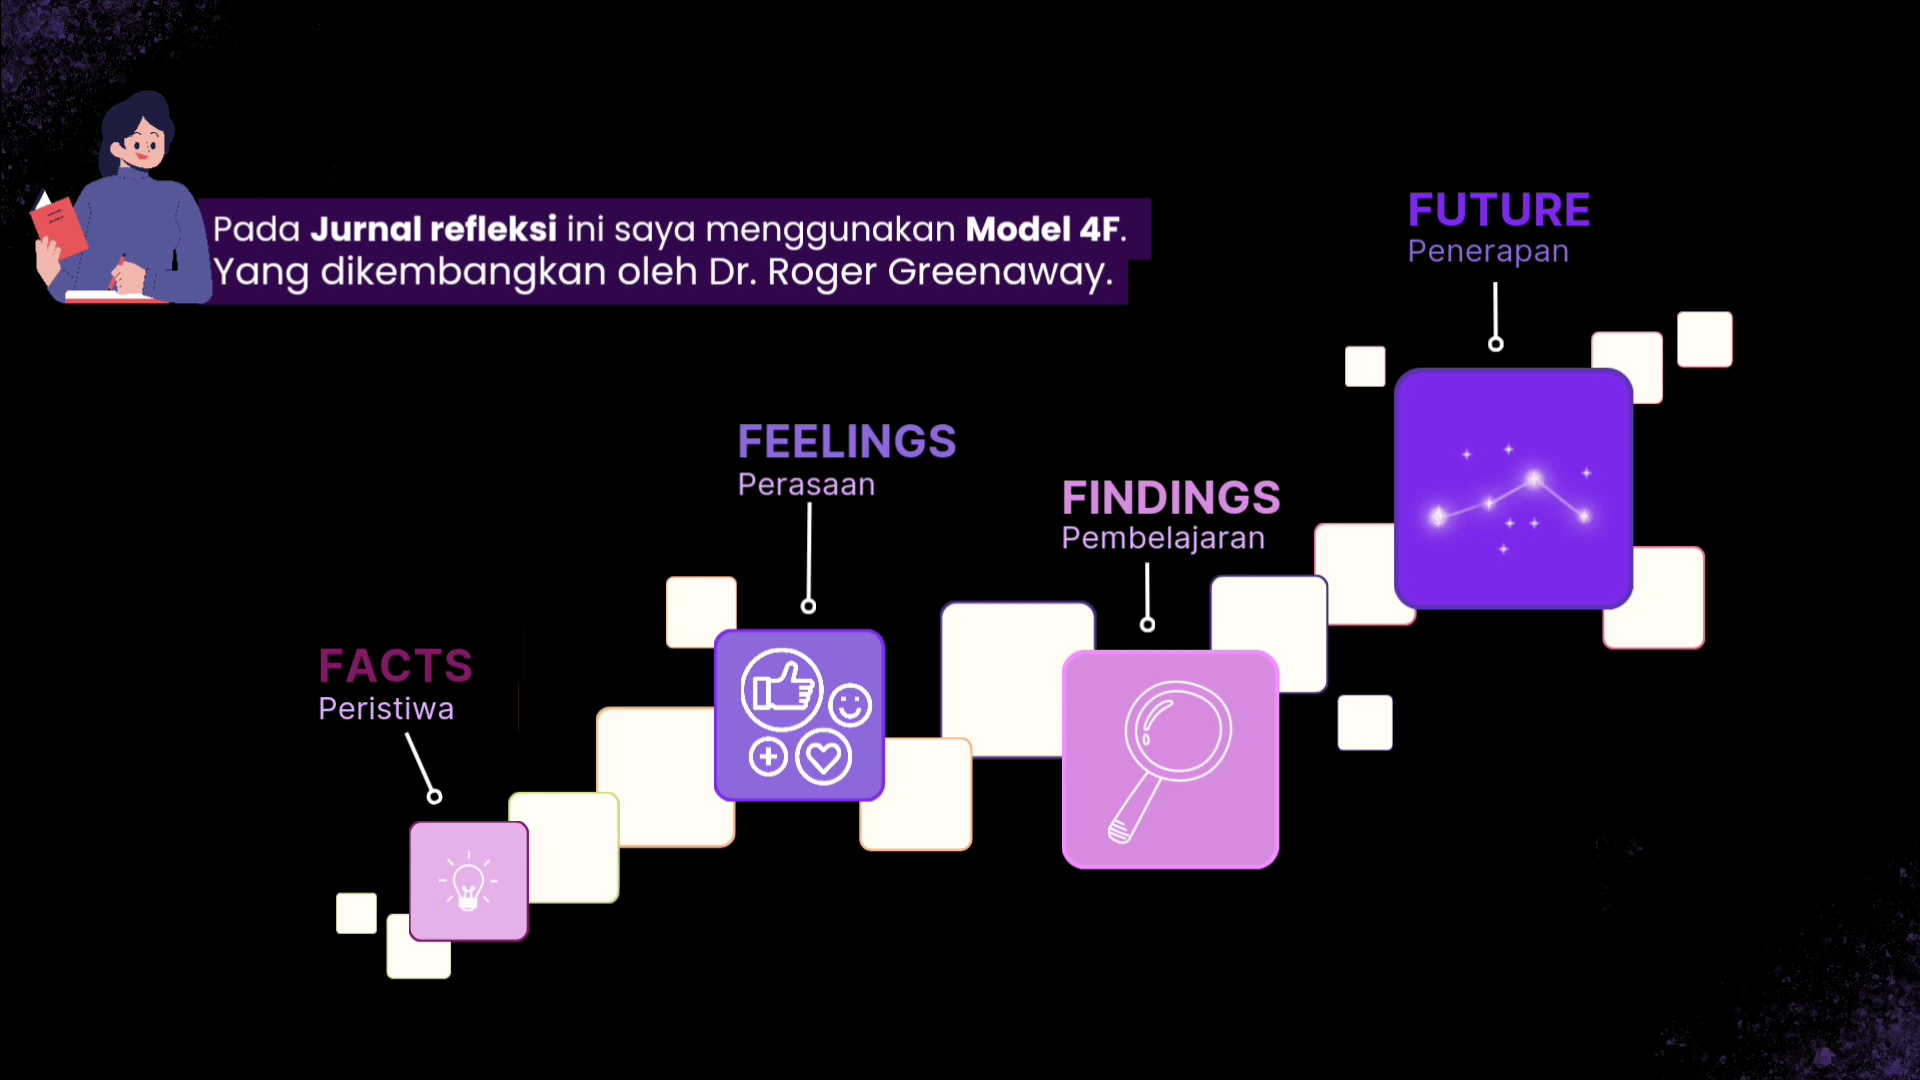 Pada Jurnal refleksi ini saya menggunakan Model 4F.
Yang dikembangkan oleh Dr. Roger Greenaway.
FACTS
Peristiwa
FEELINGS
Perasaan
FINDINGS
Pembelajaran
FUTURE
Penerapan